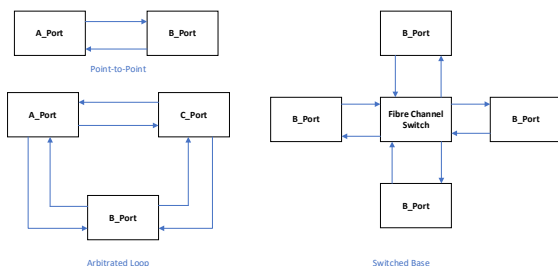 A_Port
B_Port
Point-to-Point
A_Port
C_Port
B_Port
Arbitrated Loop
B_Port
B_Port
Fibre Channel
Switch
B_Port
B_Port
Switched Base